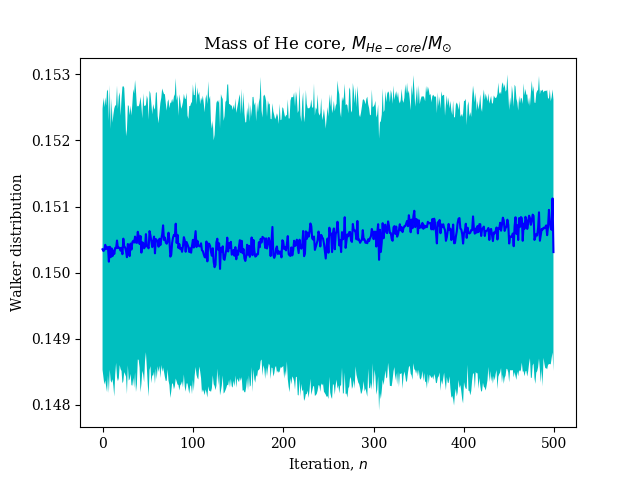 Mass of He core, $M_{He-core}/M_{\odot}$
Walker distribution
0.153
0.152
0.151
0.150
0.149
0.148
0 100 200 300 400 500
Iteration, n